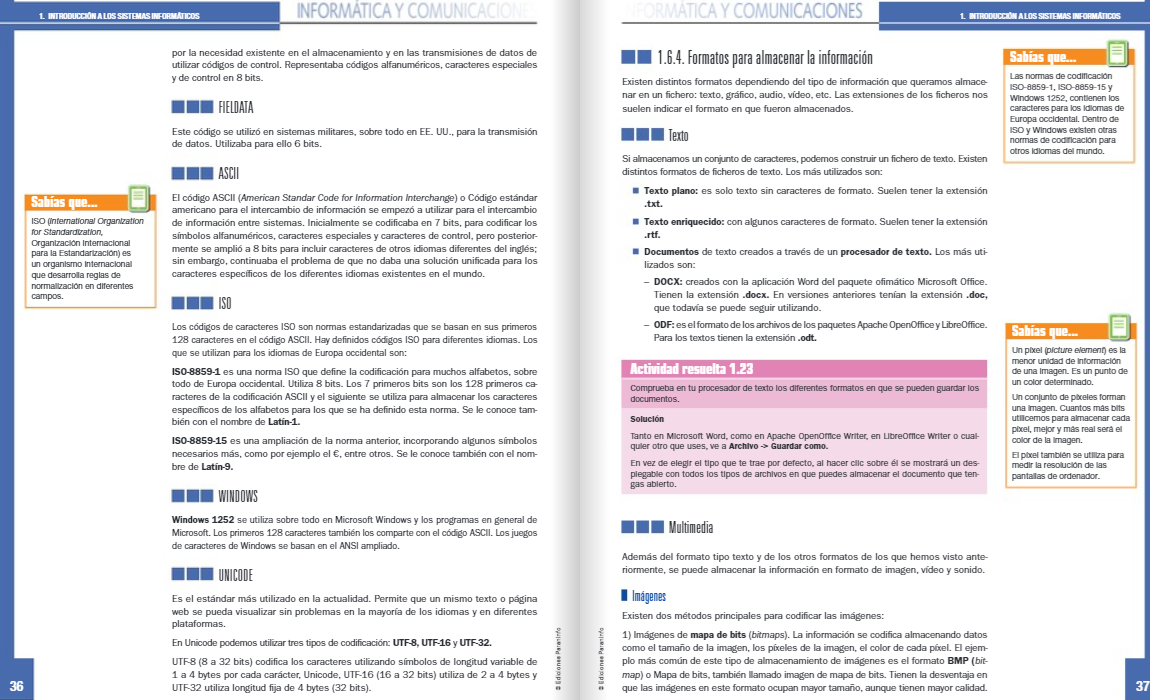 1. INTRODUCCIÓN A LOS SISTEMAS INFORMÁTICOS
INFORMÁTICA Y COMUNICACIONES
por la necesidad existente en el almacenamiento y en las transmisiones de datos de
utilizar códigos de control. Representaba códigos alfanuméricos, caracteres especiales
y de control en 8 bits.
FIELDATA
Este código se utilizó en sistemas militares, sobre todo en EE. UU., para la transmisión
de datos. Utilizaba para ello 6 bits.
ASCII
El código ASCII (American Standar Code for Information Interchange) o Código estándar
americano para el intercambio de información se empezó a utilizar para el intercambio
de información entre sistemas. Inicialmente se codificaba en 7 bits, para codificar los
símbolos alfanuméricos, caracteres especiales y caracteres de control, pero posterior-
mente se amplió a 8 bits para incluir caracteres de otros idiomas diferentes del inglés;
sin embargo, continuaba el problema de que no daba una solución unificada para los
caracteres específicos de los diferentes idiomas existentes en el mundo.
Sabías que...
ISO (International Organization
for Standardization,
Organización Internacional
para la Estandarización) es
un organismo internacional
que desarrolla reglas de
normalización en diferentes
campos.
ISO
Los códigos de caracteres ISO son normas estandarizadas que se basan en sus primeros
128 caracteres en el código ASCII. Hay definidos códigos ISO para diferentes idiomas. Los
que se utilizan para los idiomas de Europa occidental son:
ISO-8859-1 es una norma ISO que define la codificación para muchos alfabetos, sobre
todo de Europa occidental. Utiliza 8 bits. Los 7 primeros bits son los 128 primeros ca-
racteres de la codificación ASCII y el siguiente se utiliza para almacenar los caracteres
específicos de los alfabetos para los que se ha definido esta norma. Se le conoce tam-
bién con el nombre de Latín-1.
ISO-8859-15 es una ampliación de la norma anterior, incorporando algunos símbolos
necesarios más, como por ejemplo el €, entre otros. Se le conoce también con el nom-
bre de Latín-9.
WINDOWS
Windows 1252 se utiliza sobre todo en Microsoft Windows y los programas en general de
Microsoft. Los primeros 128 caracteres también los comparte con el código ASCII. Los juegos
de caracteres de Windows se basan en el ANSI ampliado.
UNICODE
Es el estándar más utilizado en la actualidad. Permite que un mismo texto o página
web se pueda visualizar sin problemas en la mayoría de los idiomas y en diferentes
plataformas.
En Unicode podemos utilizar tres tipos de codificación: UTF-8, UTF-16 y UTF-32.
UTF-8 (8 a 32 bits) codifica los caracteres utilizando símbolos de longitud variable de
1 a 4 bytes por cada carácter, Unicode, UTF-16 (16 a 32 bits) utiliza de 2 a 4 bytes y
UTF-32 utiliza longitud fija de 4 bytes (32 bits).
© Ediciones Paraninfo
36
INFORMÁTICA Y COMUNICACIONES
1. INTRODUCCIÓN A LOS SISTEMAS INFORMÁTICOS
1.6.4. Formatos para almacenar la información
Existen distintos formatos dependiendo del tipo de información que queramos almace-
nar en un fichero: texto, gráfico, audio, vídeo, etc. Las extensiones de los ficheros nos
suelen indicar el formato en que fueron almacenados.
Sabías que...
Las normas de codificación
ISO-8859-1, ISO-8859-15 y
Windows 1252, contienen los
caracteres para los idiomas de
Europa occidental. Dentro de
ISO y Windows existen otras
normas de codificación para
otros idiomas del mundo.
Texto
Si almacenamos un conjunto de caracteres, podemos construir un fichero de texto. Existen
distintos formatos de ficheros de texto. Los más utilizados son:
Texto plano: es solo texto sin caracteres de formato. Suelen tener la extensión
.txt.
Texto enriquecido: con algunos caracteres de formato. Suelen tener la extensión
.rtf.
Documentos de texto creados a través de un procesador de texto. Los más uti-
lizados son:
– DOCX: creados con la aplicación Word del paquete ofimático Microsoft Office.
Tienen la extensión .docx. En versiones anteriores tenían la extensión .doc,
que todavía se puede seguir utilizando.
– ODF: es el formato de los archivos de los paquetes Apache OpenOffice y LibreOffice.
Para los textos tienen la extensión .odt.
Sabías que...
Un píxel (picture element) es la
menor unidad de información
de una imagen. Es un punto de
un color determinado.
Un conjunto de píxeles forman
una imagen. Cuantos más bits
utilicemos para almacenar cada
píxel, mejor y más real será el
color de la imagen.
El píxel también se utiliza para
medir la resolución de las
pantallas de ordenador.
Actividad resuelta 1.23
Comprueba en tu procesador de texto los diferentes formatos en que se pueden guardar los
documentos.
Solución
Tanto en Microsoft Word, como en Apache OpenOffice Writer, en LibreOffice Writer o cual-
quier otro que uses, ve a Archivo -> Guardar como.
En vez de elegir el tipo que te trae por defecto, al hacer clic sobre él se mostrará un des-
plegable con todos los tipos de archivos en que puedes almacenar el documento que ten-
gas abierto.
Multimedia
Además del formato tipo texto y de los otros formatos de los que hemos visto ante-
riormente, se puede almacenar la información en formato de imagen, vídeo y sonido.
Imágenes
Existen dos métodos principales para codificar las imágenes:
1) Imágenes de mapa de bits (bitmaps). La información se codifica almacenando datos
como el tamaño de la imagen, los píxeles de la imagen, el color de cada píxel. El ejem-
plo más común de este tipo de almacenamiento de imágenes es el formato BMP (bit-
map) o Mapa de bits, también llamado imagen de mapa de bits. Tienen la desventaja en
que las imágenes en este formato ocupan mayor tamaño, aunque tienen mayor calidad.
© Ediciones Paraninfo
37